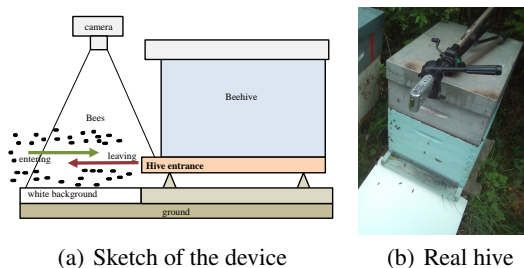 camera
Bees
Beehive
entering
leaving
Hive entrance
white background
ground
(a) Sketch of the device
(b) Real hive